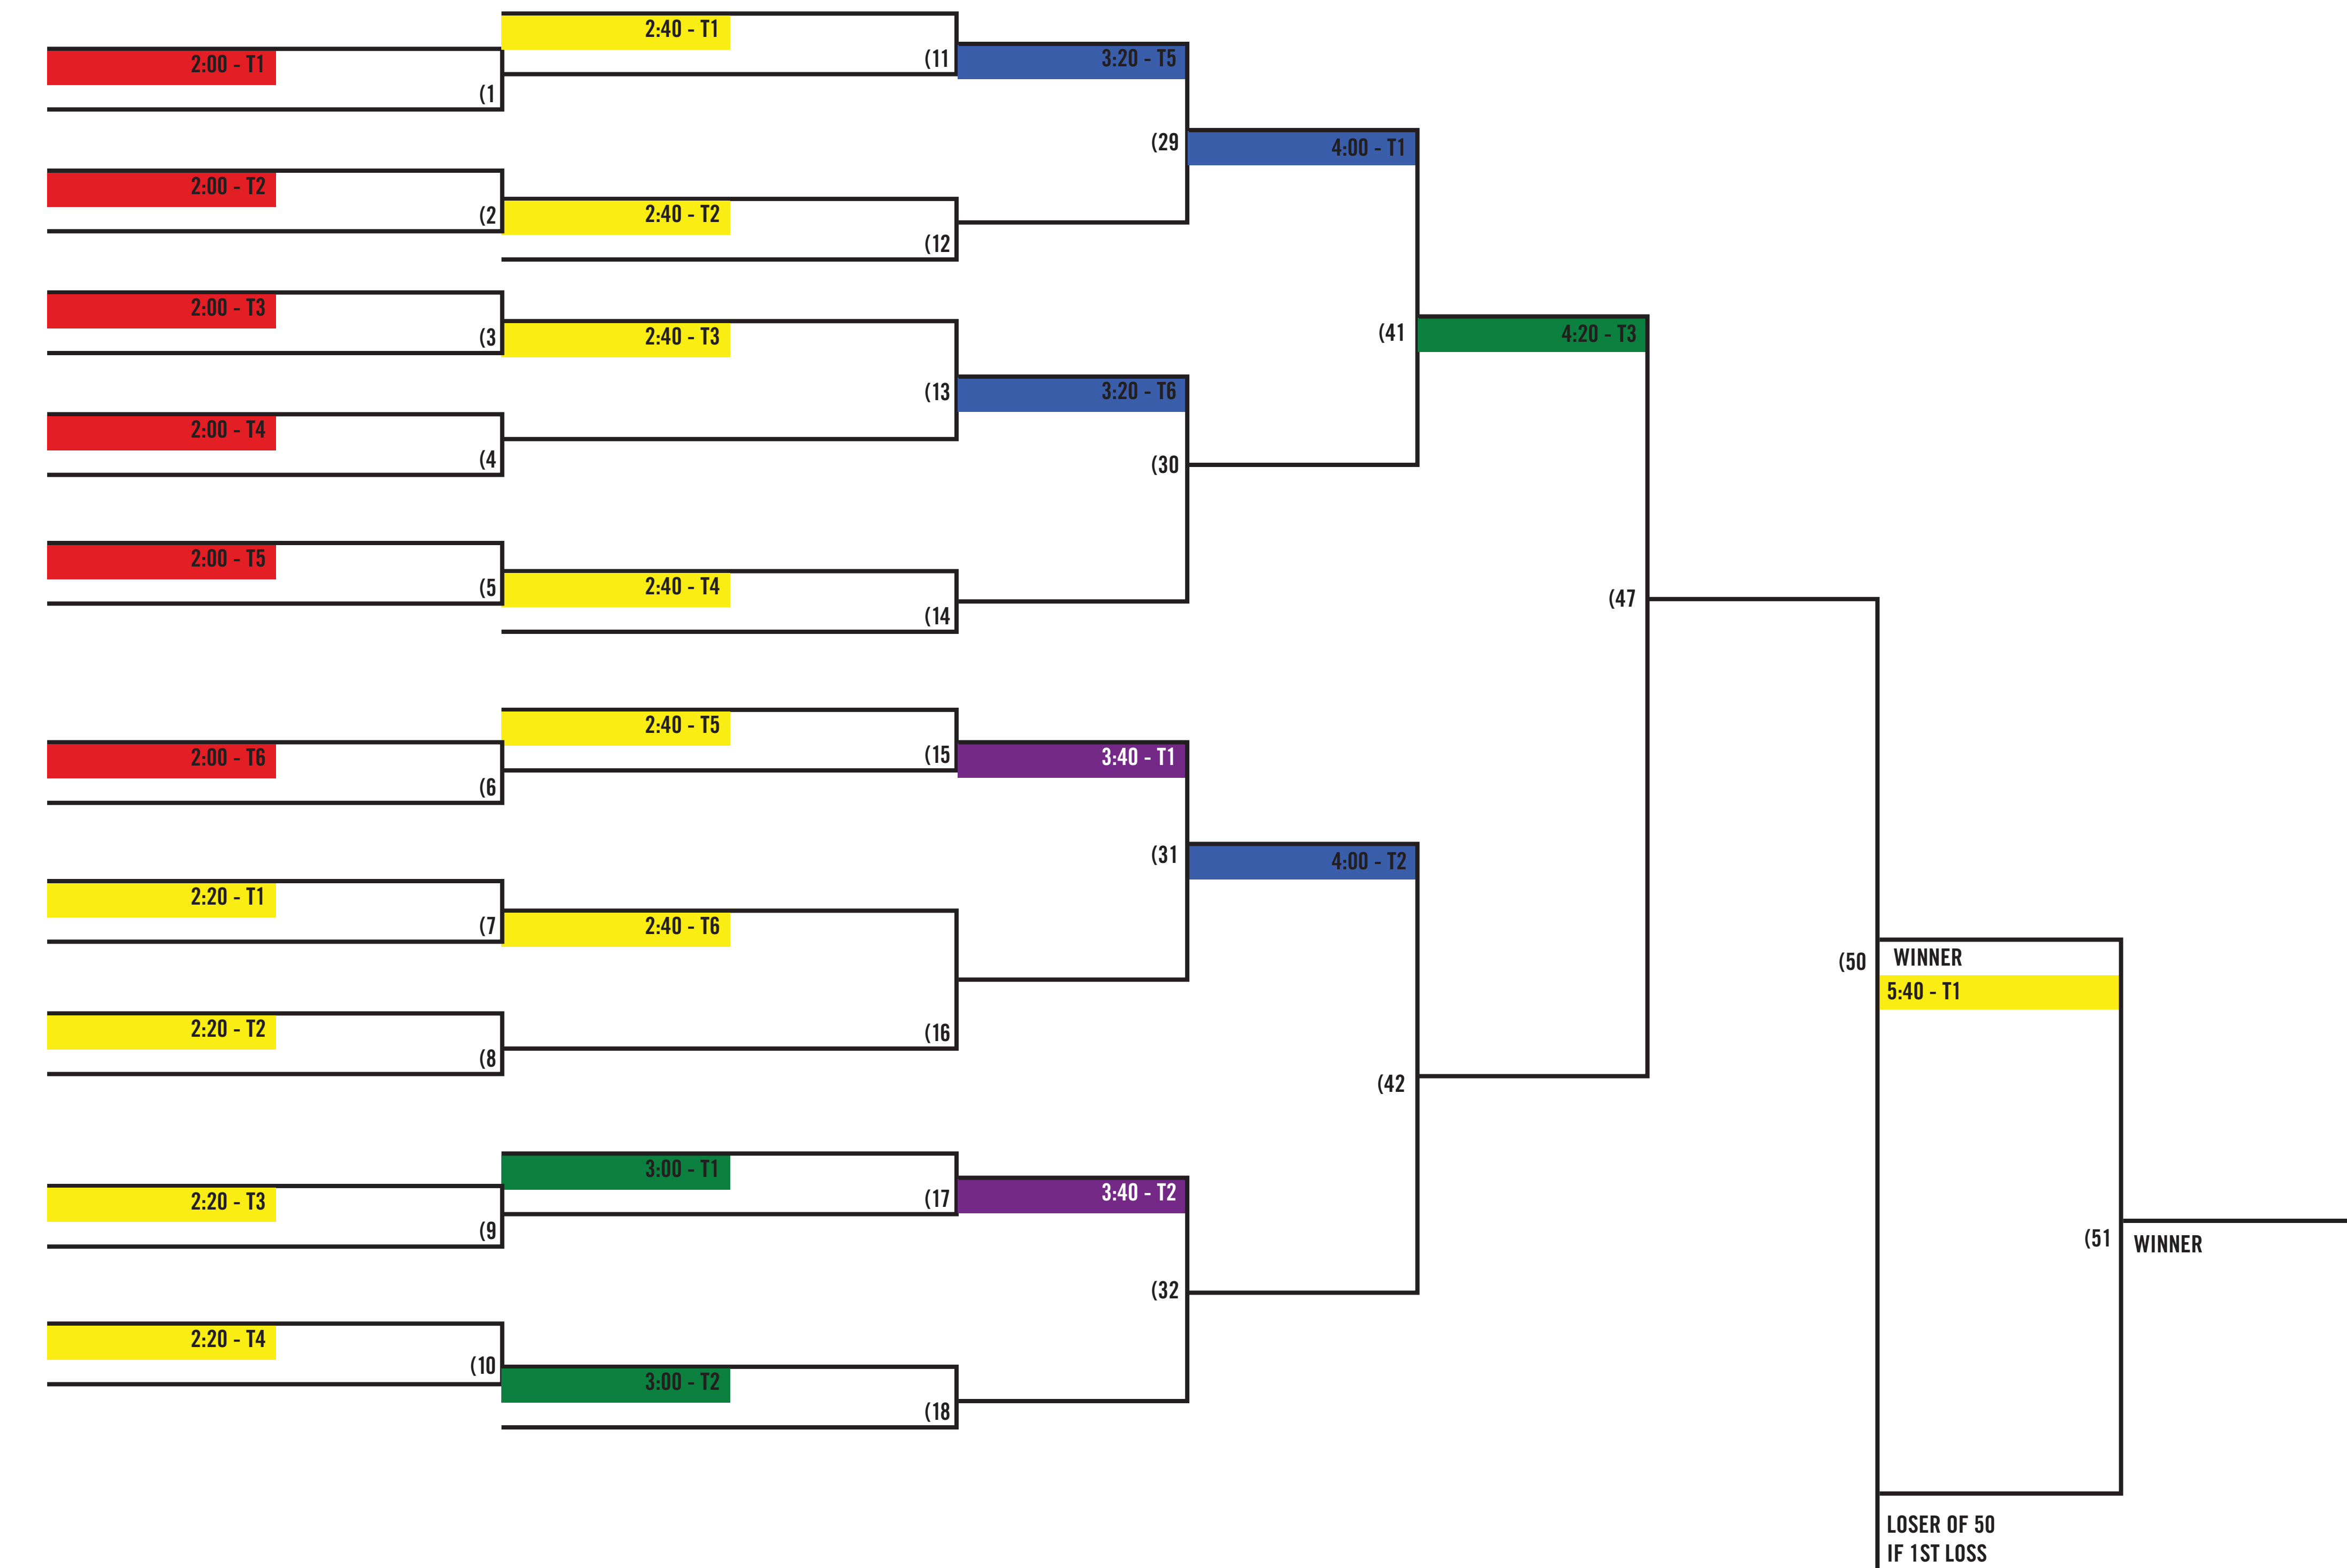 2:00 - T1
(1
2:00 - T2
(2
2:00 - T3
(3
2:00 - T4
(4
2:00 - T5
(5
2:00 - T6
(6
2:20 - T1
(7
2:20 - T2
(8
2:20 - T3
(9
2:20 - T4
(10
2:40 - T1
(11
2:40 - T2
(12
2:40 - T3
(13
2:40 - T4
(14
2:40 - T5
(15
2:40 - T6
(16
3:00 - T1
(17
3:00 - T2
(18
3:20 - T5
(29
3:20 - T6
(30
3:40 - T1
(31
3:40 - T2
(32
4:00 - T1
(41
4:00 - T2
(42
4:20 - T3
(47
(50
WINNER
5:40 - T1
(51
WINNER
LOSER OF 50
IF 1ST LOSS